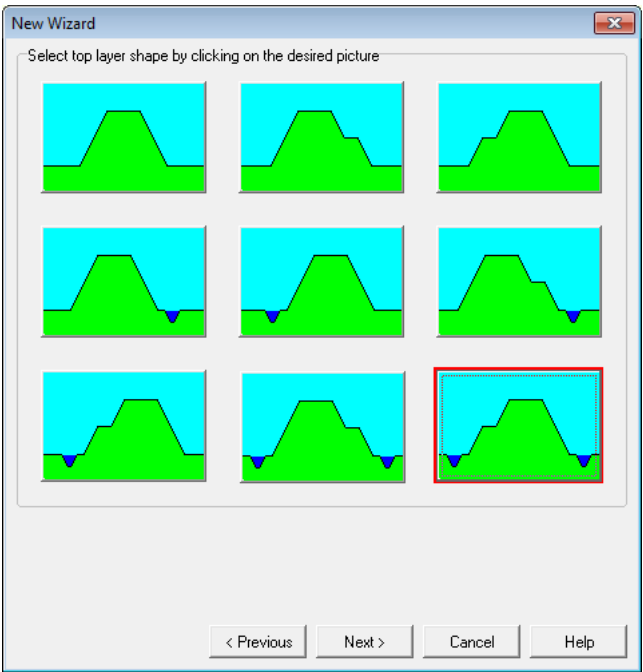 New Wizard
Select top layer shape by clicking on the desired picture
< Previous
Next >
Cancel
Help